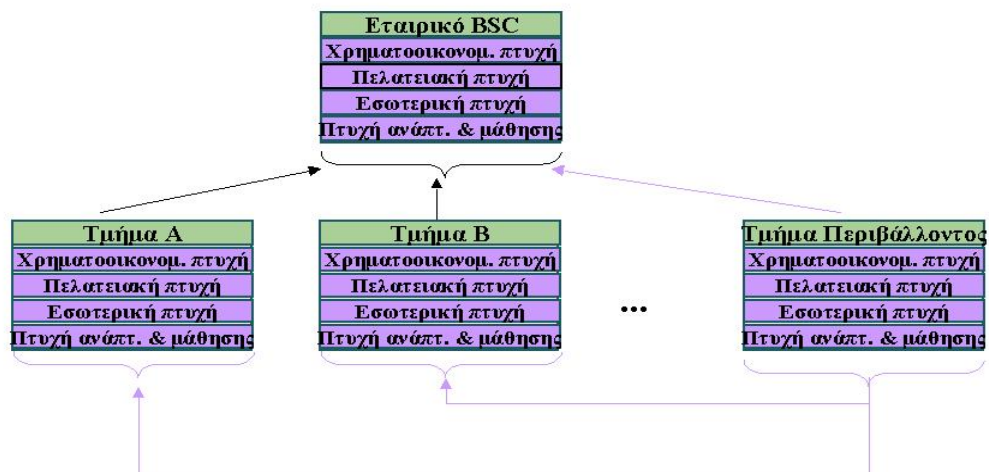 Εταιρικό BSC
Χρηματοοικονομ. πτυχή
Πελατειακή πτυχή
Εσωτερική πτυχή
Πτυχή ανάπτ. & μάθησης
Τμήμα Α
Χρηματοοικονομ. πτυχή
Πελατειακή πτυχή
Εσωτερική πτυχή
Πτυχή ανάπτ. & μάθησης
Τμήμα Β
Χρηματοοικονομ. πτυχή
Πελατειακή πτυχή
Εσωτερική πτυχή
Πτυχή ανάπτ. & μάθησης
...
Τμήμα Περιβάλλοντος
Χρηματοοικονομ. πτυχή
Πελατειακή πτυχή
Εσωτερική πτυχή
Πτυχή ανάπτ. & μάθησης